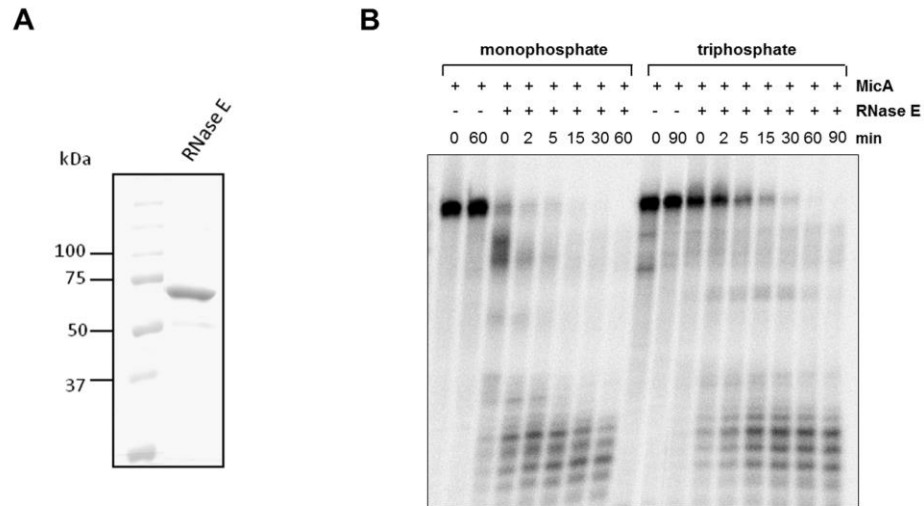 A
RNase E
kDa
100
75
50
37
B
monophosphate triphosphate
+ + + + + + + + + + + + + + + + MicA
- - + + + + + + - - + + + + + + RNase E
0 60 0 2 5 15 30 60 0 90 0 2 5 15 30 60 90 min